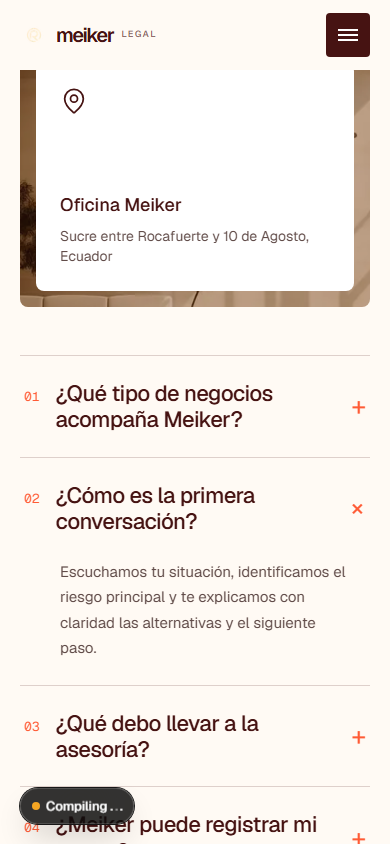 meiker LEGAL
Oficina Meiker
Sucre entre Rocafuerte y 10 de Agosto,
Ecuador
01 ¿Qué tipo de negocios
acompaña Meiker?
02 ¿Cómo es la primera
conversación?
Escuchamos tu situación, identificamos el
riesgo principal y te explicamos con
claridad las alternativas y el siguiente
paso.
03 ¿Qué debo llevar a la
asesoría?
Compiling ...
04 ¿Meiker puede registrar mi